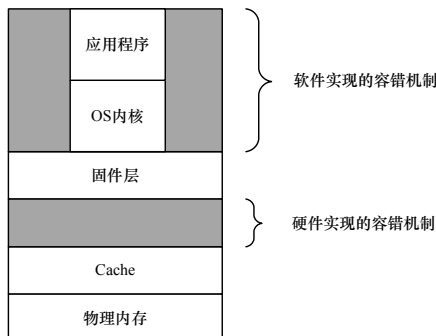 应用程序
软件实现的容错机制
OS内核
固件层
硬件实现的容错机制
Cache
物理内存